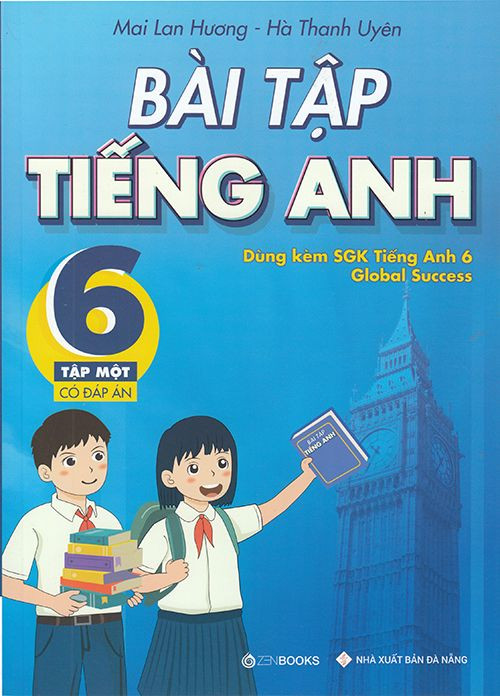 Mai Lan Hương - Hà Thanh Uyên
BÀI TẬP
TIẾNG ANH
Dùng kèm SGK Tiếng Anh 6
Global Success
6
TẬP MỘT
CÓ ĐÁP ÁN
BÀI TẬP
TIẾNG ANH
ZENBOOKS
NHÀ XUẤT BẢN ĐÀ NẴNG